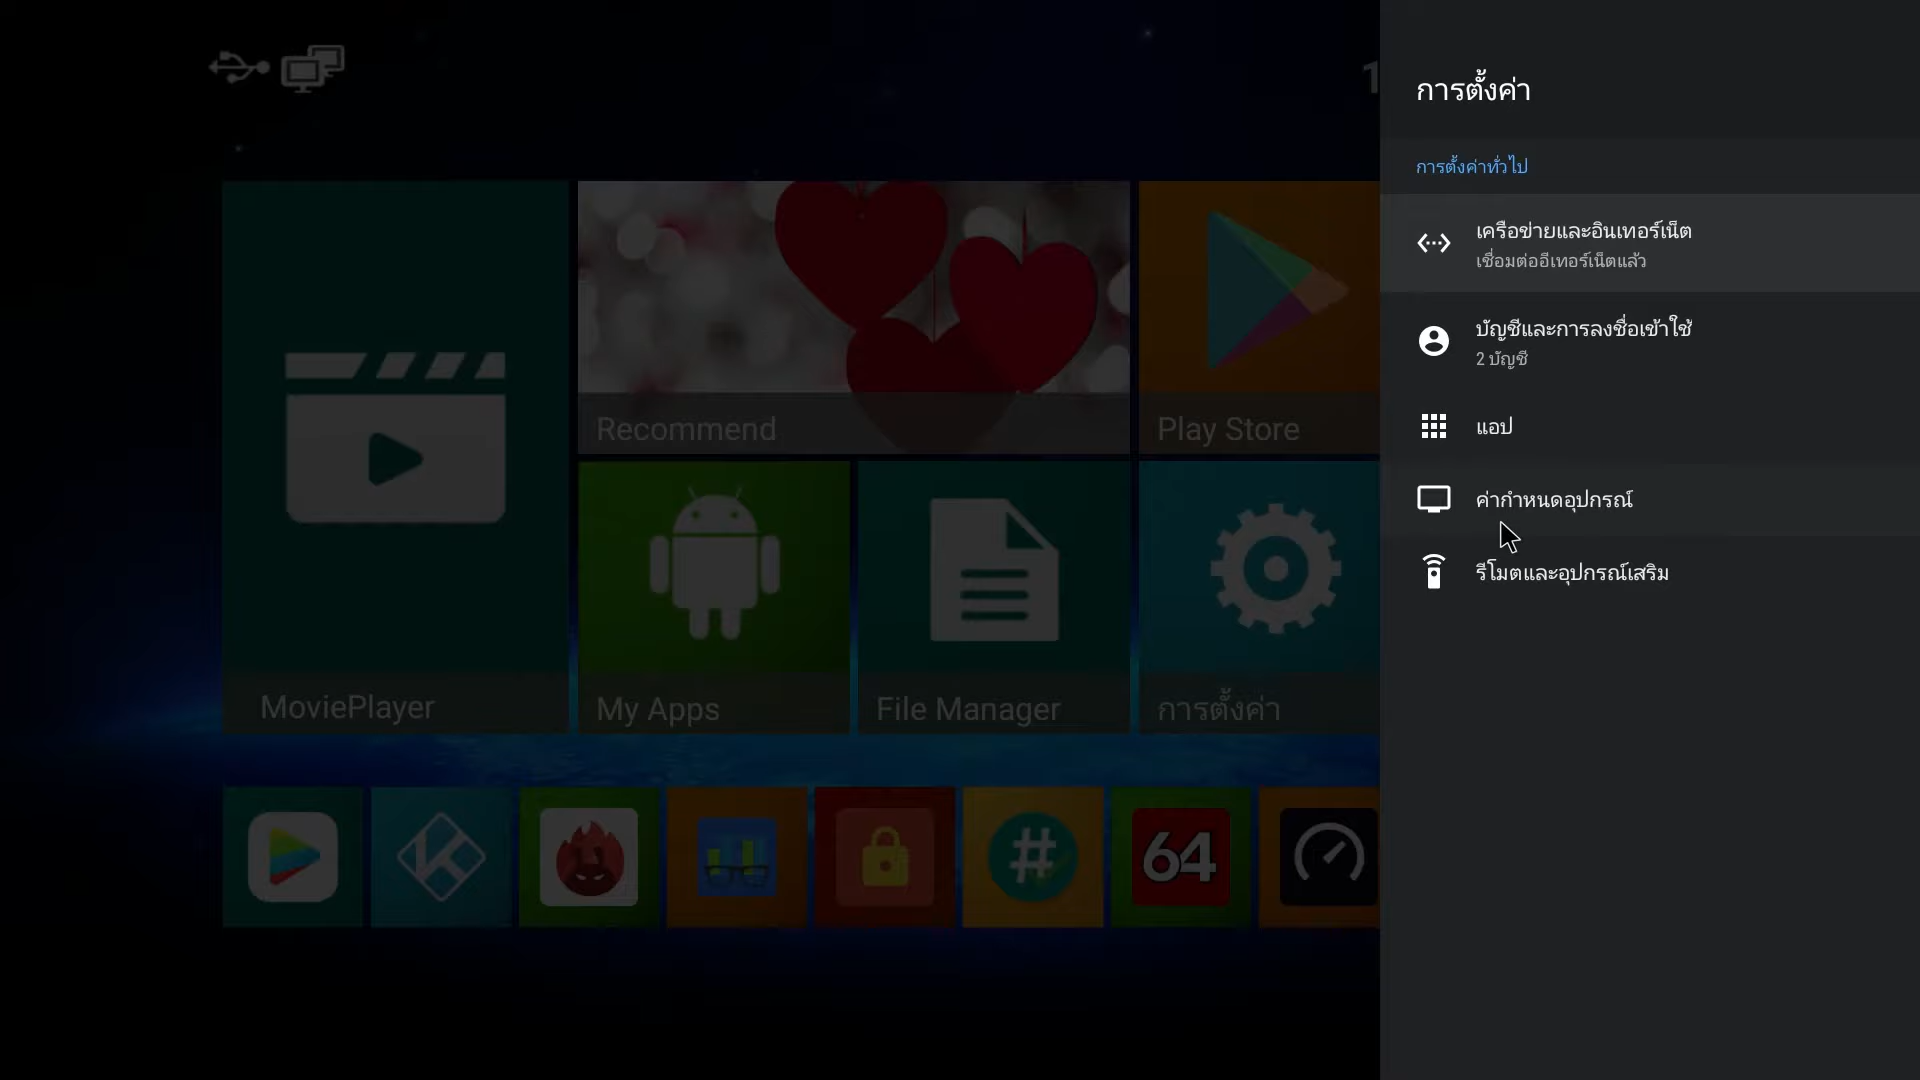 1
การตั้งค่า
การตั้งค่าทั่วไป
เครือข่ายและอินเทอร์เน็ต
เชื่อมต่ออีเทอร์เน็ตแล้ว
บัญชีและการลงชื่อเข้าใช้
2 บัญชี
แอป
ค่ากำหนดอุปกรณ์
รีโมตและอุปกรณ์เสริม
Recommend
Play Store
MoviePlayer
My Apps
File Manager
การตั้งค่า
#
64